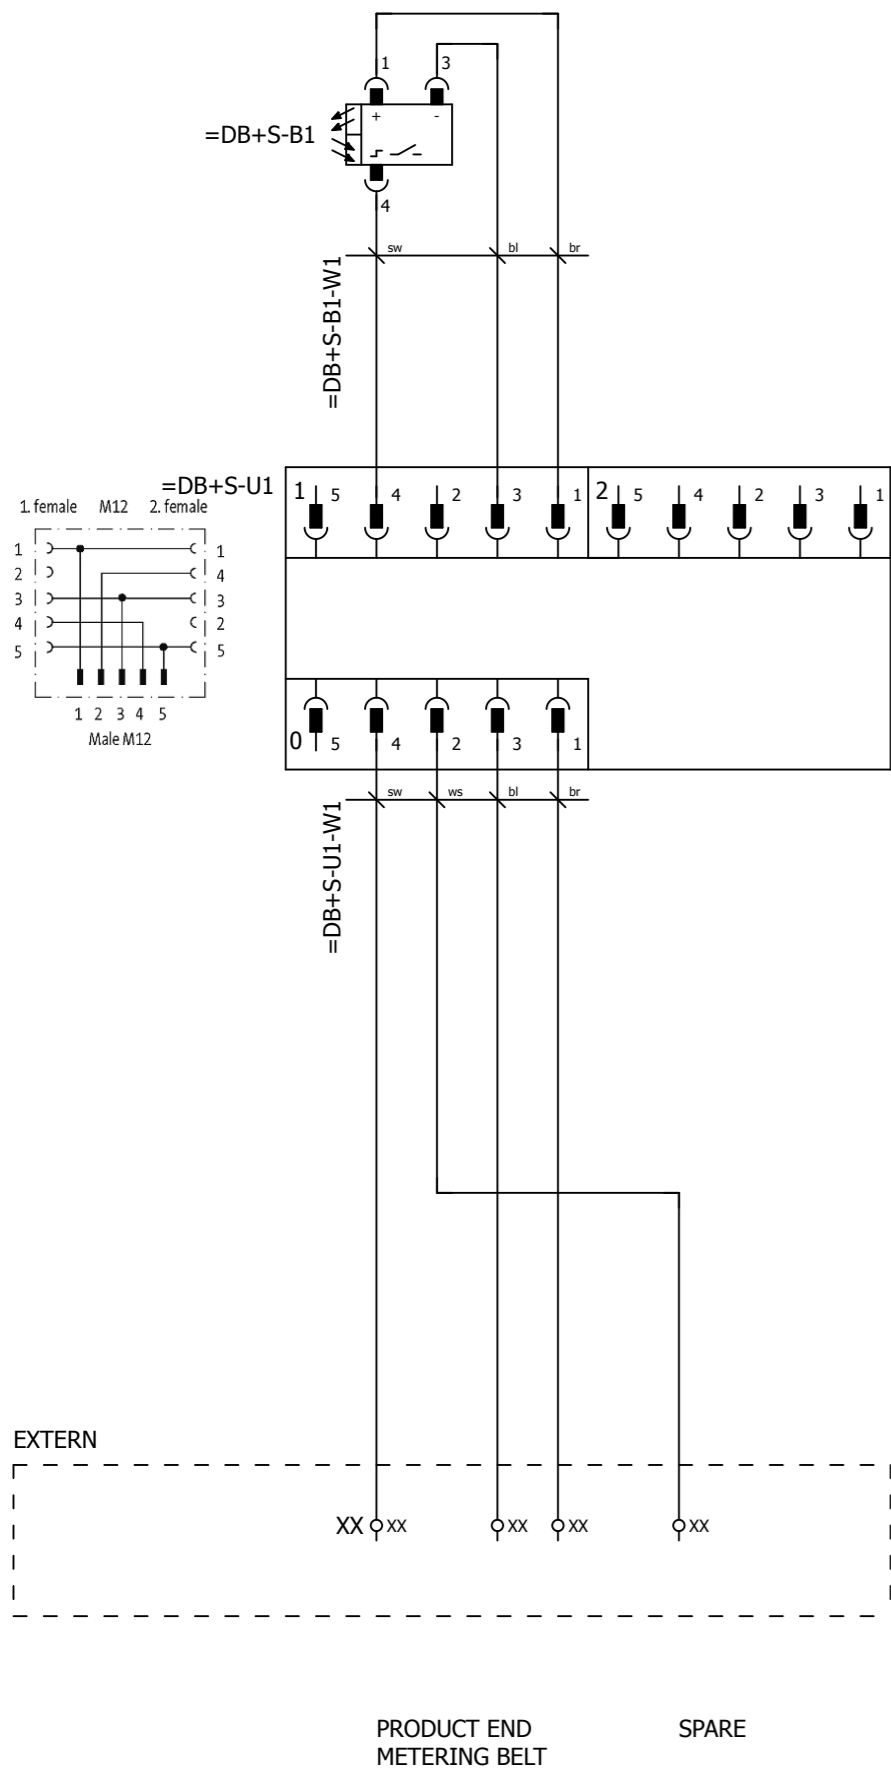 1 3
+ -
=DB+S-B1
4
sw bl br
=DB+S-B1-W1
=DB+S-U1
1 5 4 2 3 1 2 5 4 2 3 1
1. female M12 2. female
1 1
2 4
3 3
4 2
5 5
1 2 3 4 5
Male M12
0 5 4 2 3 1
sw ws bl br
=DB+S-U1-W1
EXTERN
XX XX XX XX XX
PRODUCT END SPARE
METERING BELT